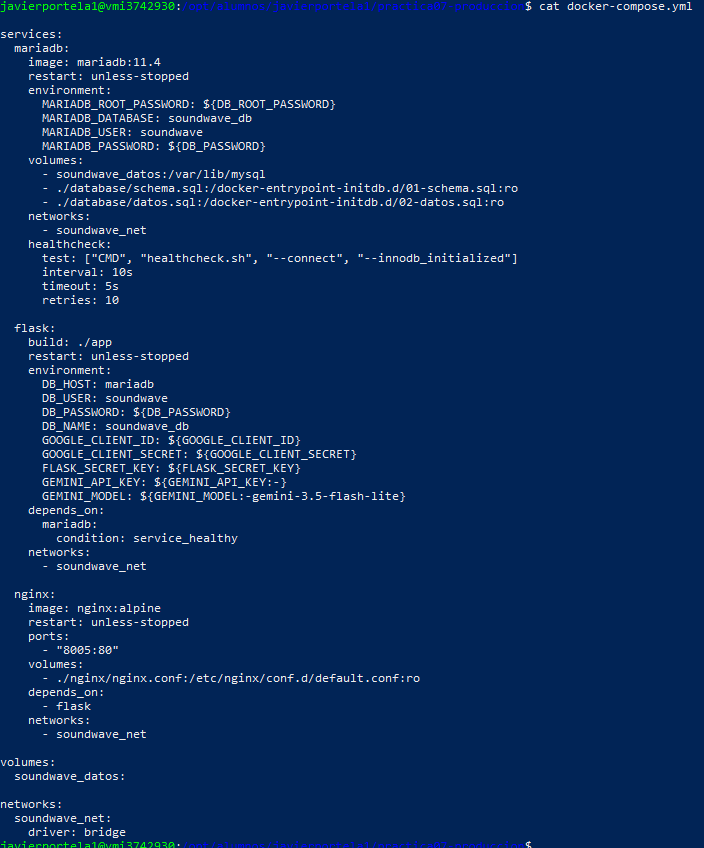 javierportela1@vmi3742930:/opt/alumnos/javierportela1/practica07-produccion$ cat docker-compose.yml
services:
  mariadb:
    image: mariadb:11.4
    restart: unless-stopped
    environment:
      MARIADB_ROOT_PASSWORD: ${DB_ROOT_PASSWORD}
      MARIADB_DATABASE: soundwave_db
      MARIADB_USER: soundwave
      MARIADB_PASSWORD: ${DB_PASSWORD}
    volumes:
      - soundwave_datos:/var/lib/mysql
      - ./database/schema.sql:/docker-entrypoint-initdb.d/01-schema.sql:ro
      - ./database/datos.sql:/docker-entrypoint-initdb.d/02-datos.sql:ro
    networks:
      - soundwave_net
    healthcheck:
      test: ["CMD", "healthcheck.sh", "--connect", "--innodb_initialized"]
      interval: 10s
      timeout: 5s
      retries: 10
  flask:
    build: ./app
    restart: unless-stopped
    environment:
      DB_HOST: mariadb
      DB_USER: soundwave
      DB_PASSWORD: ${DB_PASSWORD}
      DB_NAME: soundwave_db
      GOOGLE_CLIENT_ID: ${GOOGLE_CLIENT_ID}
      GOOGLE_CLIENT_SECRET: ${GOOGLE_CLIENT_SECRET}
      FLASK_SECRET_KEY: ${FLASK_SECRET_KEY}
      GEMINI_API_KEY: ${GEMINI_API_KEY:-}
      GEMINI_MODEL: ${GEMINI_MODEL:-gemini-3.5-flash-lite}
    depends_on:
      mariadb:
        condition: service_healthy
    networks:
      - soundwave_net
  nginx:
    image: nginx:alpine
    restart: unless-stopped
    ports:
      - "8005:80"
    volumes:
      - ./nginx/nginx.conf:/etc/nginx/conf.d/default.conf:ro
    depends_on:
      - flask
    networks:
      - soundwave_net
volumes:
  soundwave_datos:
networks:
  soundwave_net:
    driver: bridge
javierportela1@vmi3742930:$